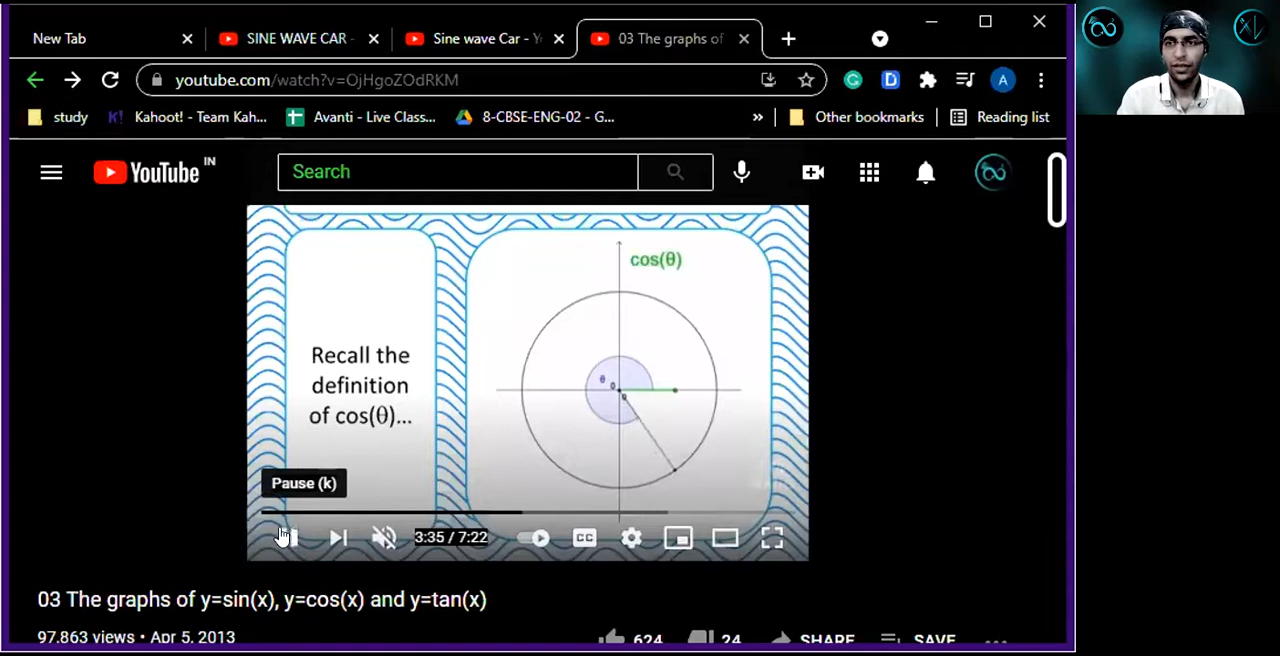 New Tab
SINE WAVE CAR -
Sine wave Car - Y
03 The graphs of
youtube.com/watch?v=OjHgoZOdRKM
A
study
Kahoot! - Team Kah...
Avanti - Live Class...
8-CBSE-ENG-02 - G...
»
Other bookmarks
Reading list
YouTube IN
Search
cos(θ)
Recall the
definition
of cos(θ)...
θ
Pause (k)
3:35 / 7:22
CC
03 The graphs of y=sin(x), y=cos(x) and y=tan(x)
97,863 views • Apr 5, 2013
624
24
SHARE
SAVE